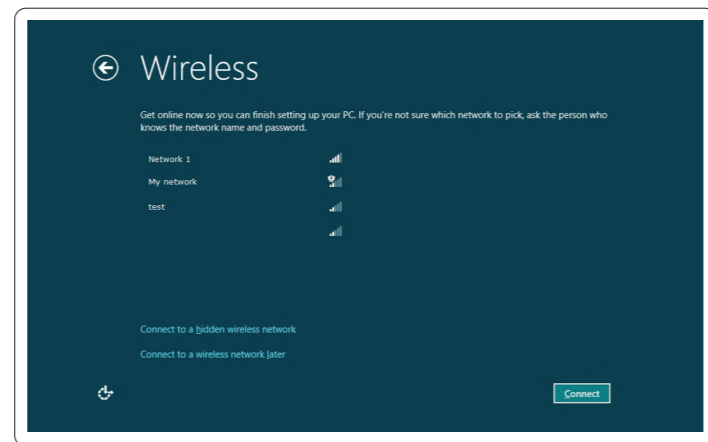 Wireless
Get online now so you can finish setting up your PC. If you're not sure which network to pick, ask the person who
knows the network name and password.
Network 1
My network
test
Connect to a hidden wireless network
Connect to a wireless network later
Connect